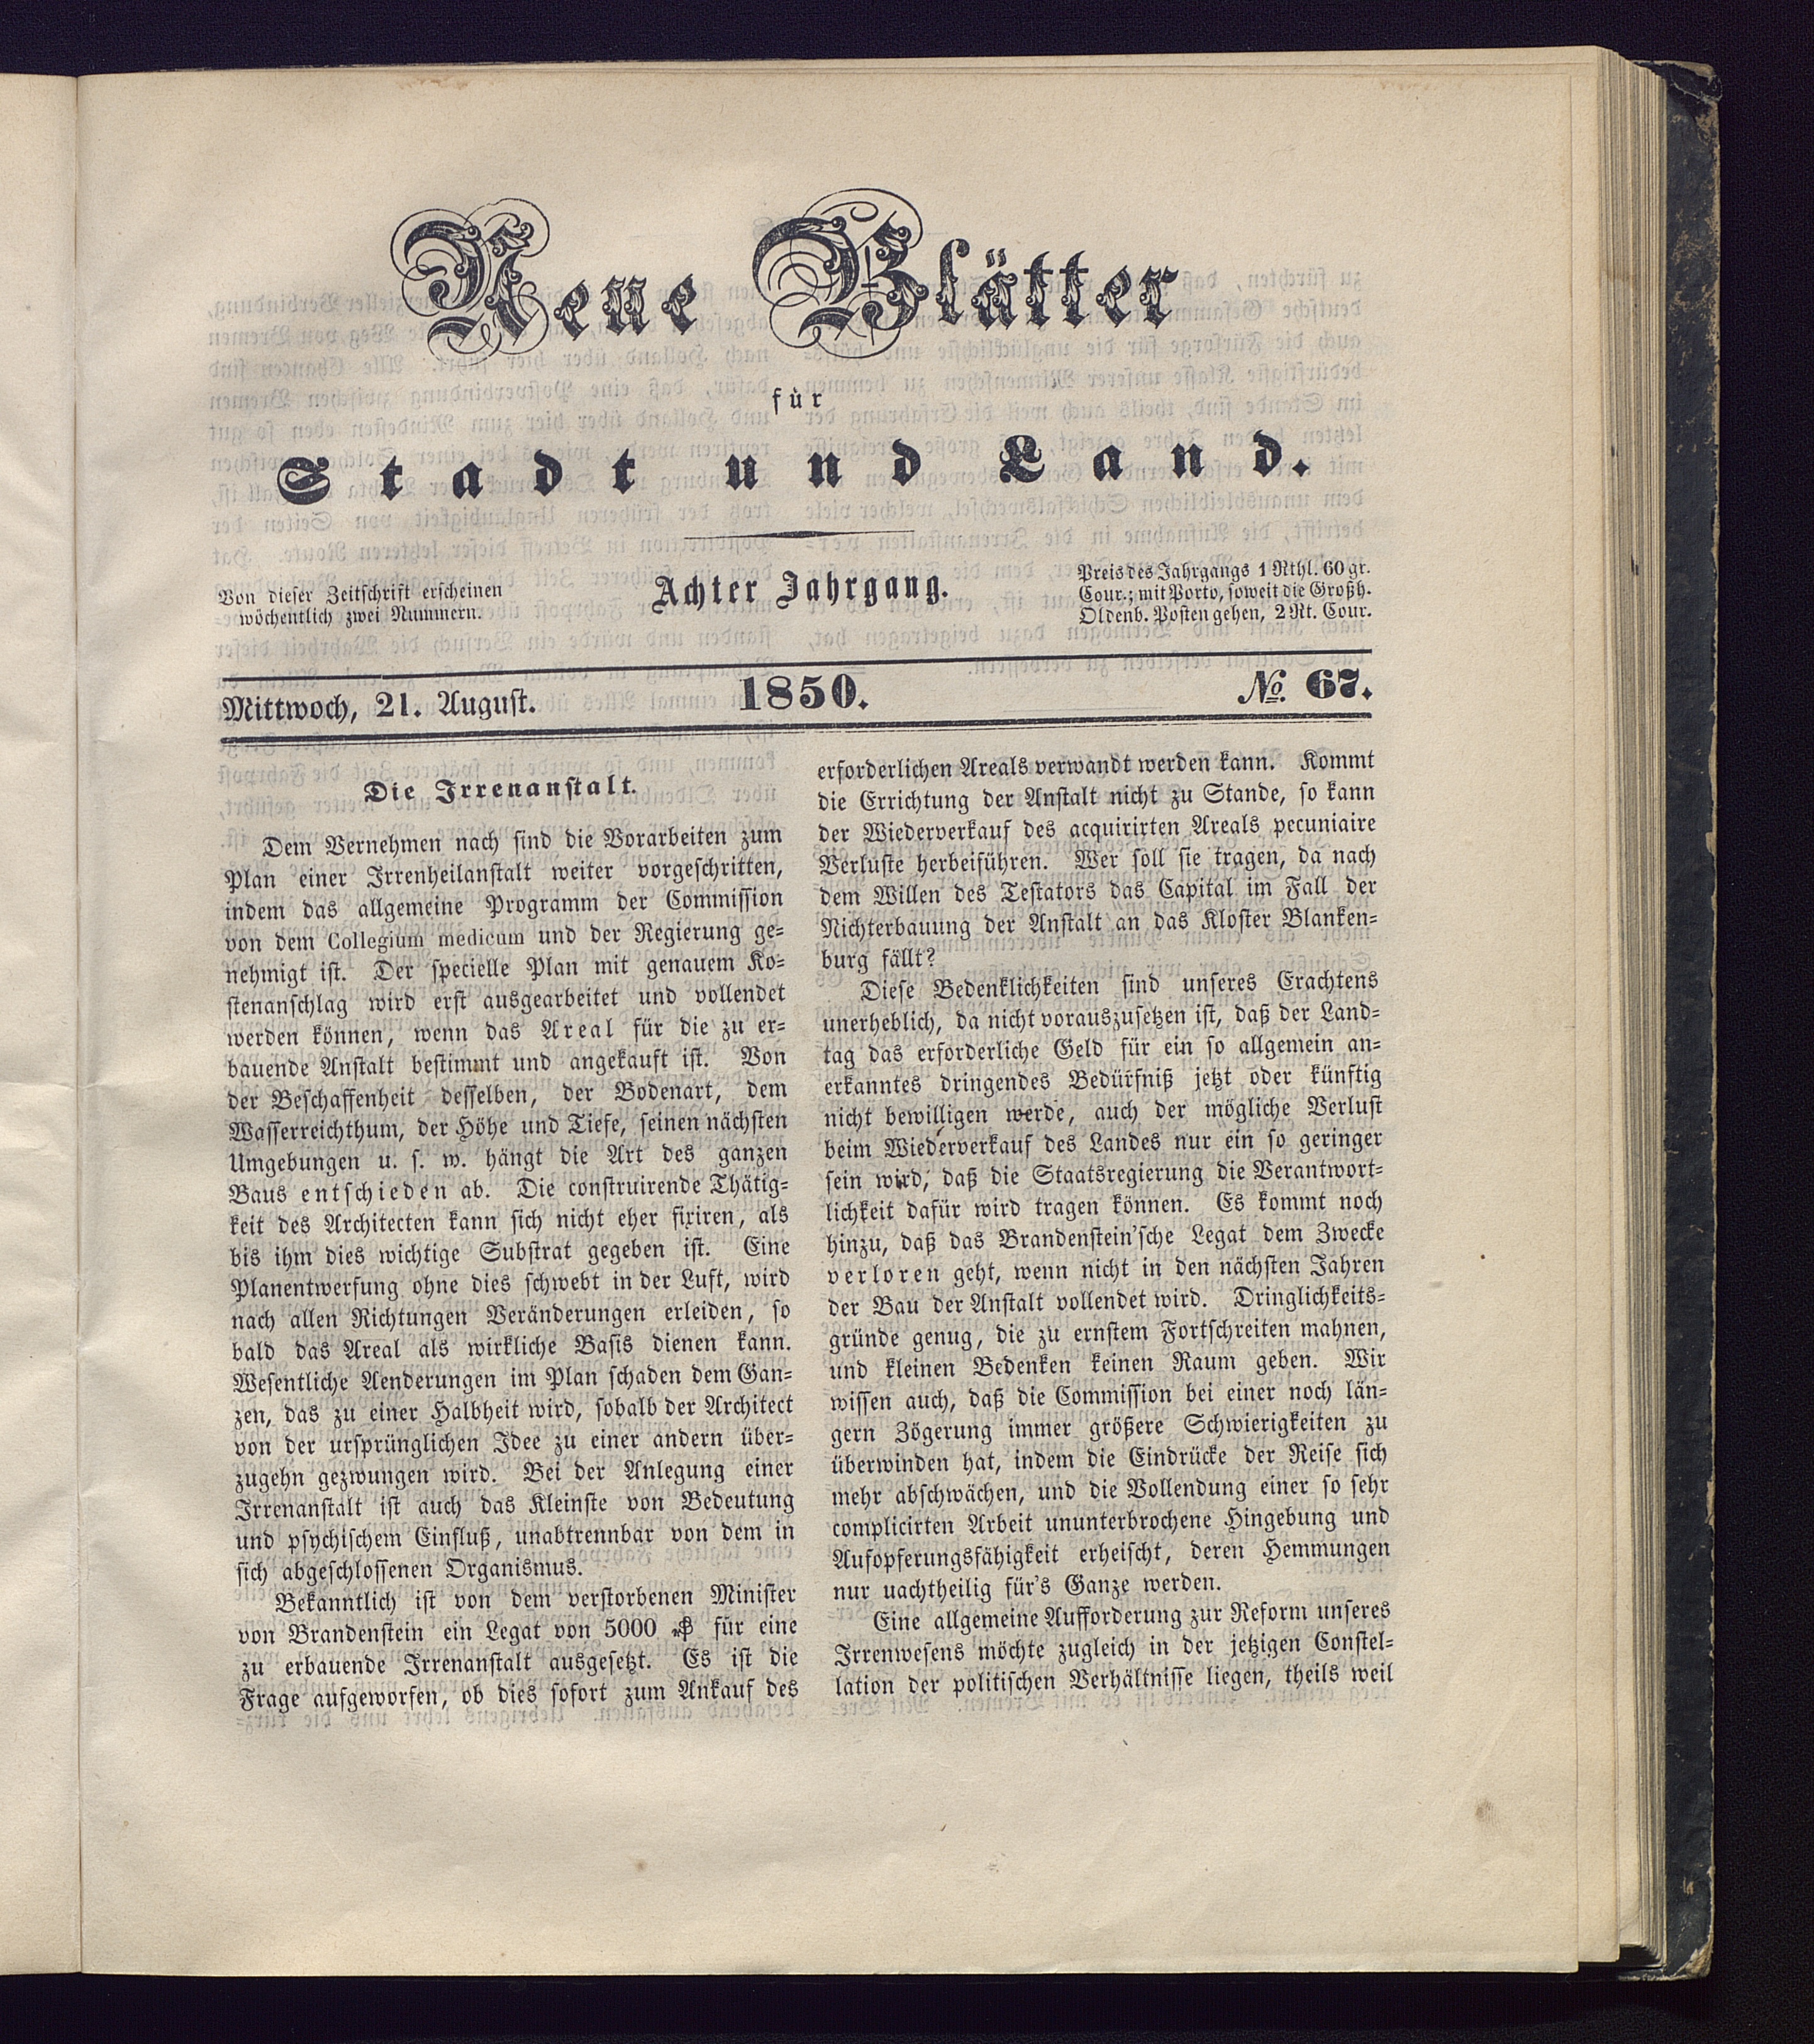 Neue Blätter
für
Stadt und Land.
Von dieser Zeitschrift erscheinen
wöchentlich zwei Nummern.
Achter Jahrgang.
Preis des Jahrgangs 1 Rthl. 60 gr.
Cour.; mit Porto, soweit die Großh.
Oldenb. Posten gehen, 2 Rt. Cour.
Mittwoch, 21. August. 1850. № 67.
Die Irrenanstalt.
Dem Vernehmen nach sind die Vorarbeiten zum
Plan einer Irrenheilanstalt weiter vorgeschritten,
indem das allgemeine Programm der Commission
von dem Collegium medicum und der Regierung ge-
nehmigt ist. Der specielle Plan mit genauem Ko-
stenanschlag wird erst ausgearbeitet und vollendet
werden können, wenn das Areal für die zu er-
bauende Anstalt bestimmt und angekauft ist. Von
der Beschaffenheit desselben, der Bodenart, dem
Wasserreichthum, der Höhe und Tiefe, seinen nächsten
Umgebungen u. s. w. hängt die Art des ganzen
Baus entschieden ab. Die construirende Thätig-
keit des Architecten kann sich nicht eher fixiren, als
bis ihm dies wichtige Substrat gegeben ist. Eine
Planentwerfung ohne dies schwebt in der Luft, wird
nach allen Richtungen Veränderungen erleiden, so
bald das Areal als wirkliche Basis dienen kann.
Wesentliche Aenderungen im Plan schaden dem Gan-
zen, das zu einer Halbheit wird, sobald der Architect
von der ursprünglichen Idee zu einer andern über-
zugehn gezwungen wird. Bei der Anlegung einer
Irrenanstalt ist auch das Kleinste von Bedeutung
und psychischem Einfluß, unabtrennbar von dem in
sich abgeschlossenen Organismus.
Bekanntlich ist von dem verstorbenen Minister
von Brandenstein ein Legat von 5000 ₰ für eine
zu erbauende Irrenanstalt ausgesetzt. Es ist die
Frage aufgeworfen, ob dies sofort zum Ankauf des
erforderlichen Areals verwandt werden kann. Kommt
die Errichtung der Anstalt nicht zu Stande, so kann
der Wiederverkauf des acquirirten Areals pecuniaire
Verluste herbeiführen. Wer soll sie tragen, da nach
dem Willen des Testators das Capital im Fall der
Nichterbauung der Anstalt an das Kloster Blanken-
burg fällt?
Diese Bedenklichkeiten sind unseres Erachtens
unerheblich, da nicht vorauszusetzen ist, daß der Land-
tag das erforderliche Geld für ein so allgemein an-
erkanntes dringendes Bedürfniß jetzt oder künftig
nicht bewilligen werde, auch der mögliche Verlust
beim Wiederverkauf des Landes nur ein so geringer
sein wird, daß die Staatsregierung die Verantwort-
lichkeit dafür wird tragen können. Es kommt noch
hinzu, daß das Brandenstein'sche Legat dem Zwecke
verloren geht, wenn nicht in den nächsten Jahren
der Bau der Anstalt vollendet wird. Dringlichkeits-
gründe genug, die zu ernstem Fortschreiten mahnen,
und kleinen Bedenken keinen Raum geben. Wir
wissen auch, daß die Commission bei einer noch län-
gern Zögerung immer größere Schwierigkeiten zu
überwinden hat, indem die Eindrücke der Reise sich
mehr abschwächen, und die Vollendung einer so sehr
complicirten Arbeit ununterbrochene Hingebung und
Aufopferungsfähigkeit erheischt, deren Hemmungen
nur uachtheilig für's Ganze werden.
Eine allgemeine Aufforderung zur Reform unseres
Irrenwesens möchte zugleich in der jetzigen Constel-
lation der politischen Verhältnisse liegen, theils weil